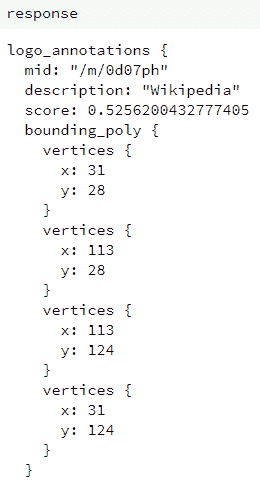 response
logo_annotations {
  mid: "/m/0d07ph"
  description: "Wikipedia"
  score: 0.5256200432777405
  bounding_poly {
    vertices {
      x: 31
      y: 28
    }
    vertices {
      x: 113
      y: 28
    }
    vertices {
      x: 113
      y: 124
    }
    vertices {
      x: 31
      y: 124
    }
  }